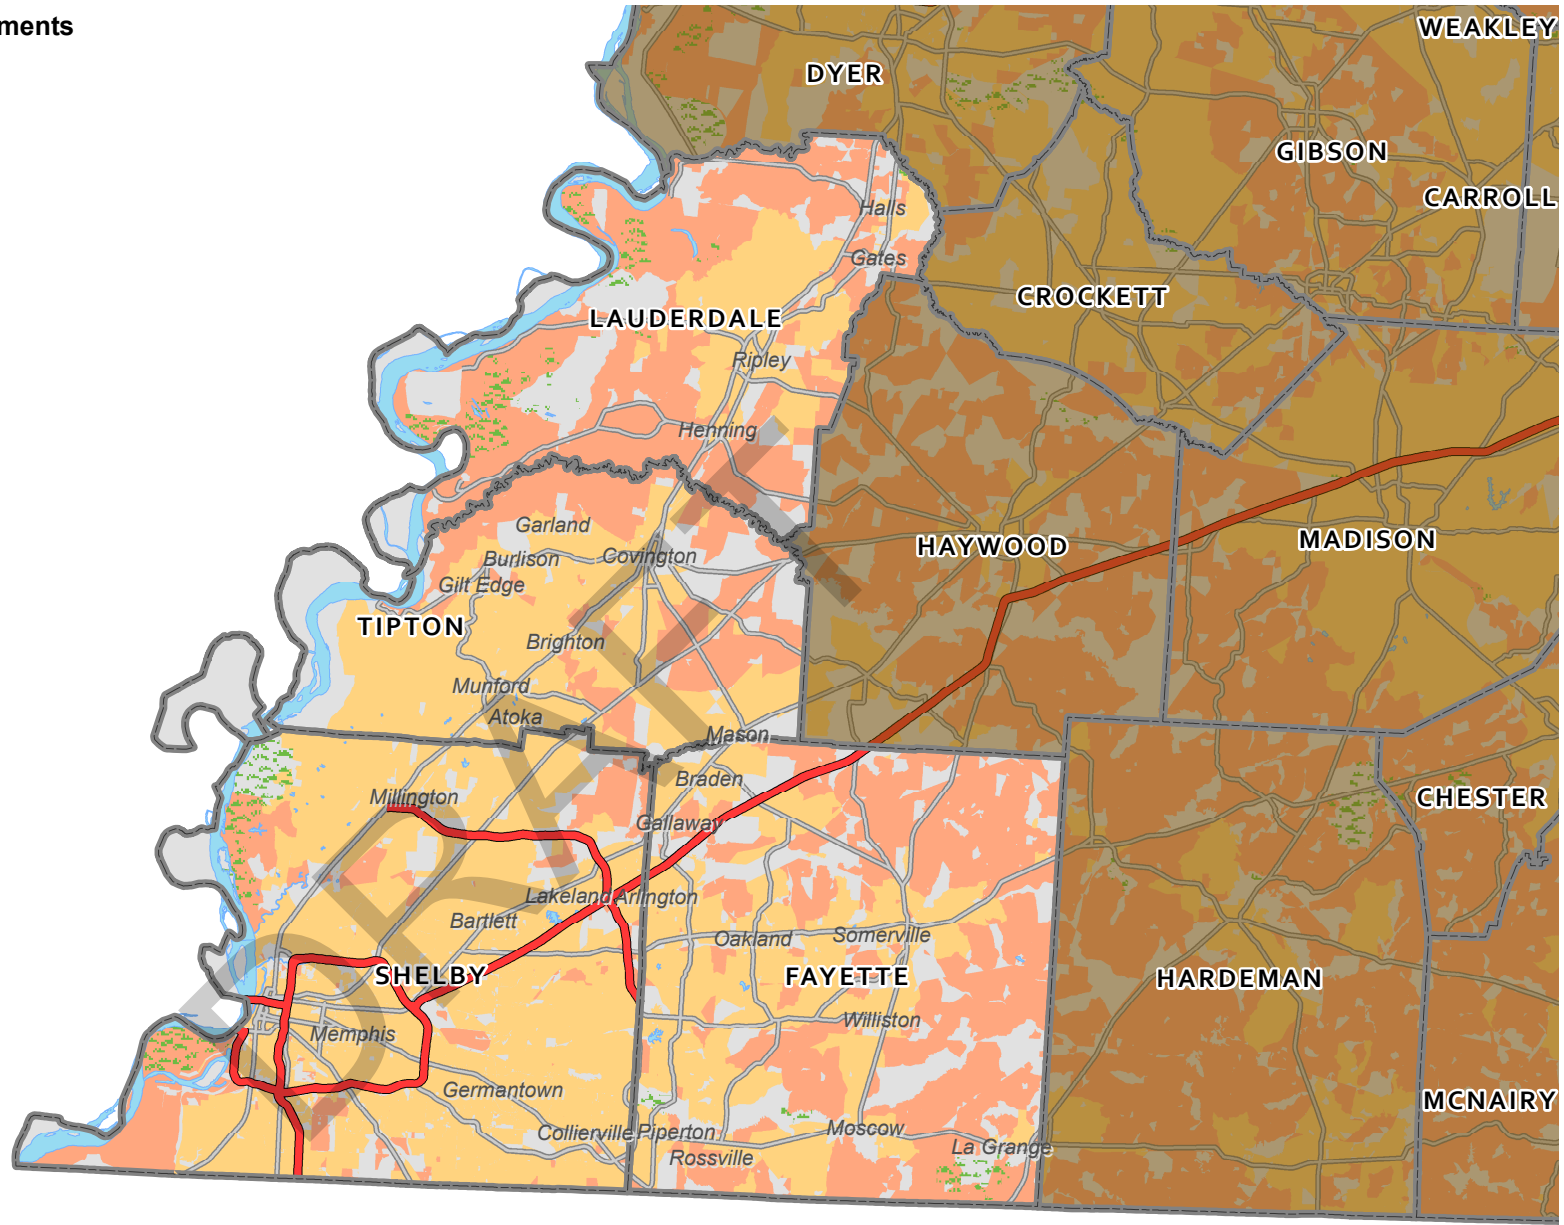 ments
WEAKLEY
DYER
GIBSON
CARROLL
Halls
Gates
CROCKETT
LAUDERDALE
Ripley
Henning
Garland
Burlison
Covington
Gilt Edge
HAYWOOD
MADISON
TIPTON
Brighton
Munford
Atoka
Mason
Braden
Millington
CHESTER
Gallaway
Lakeland
Arlington
Bartlett
Oakland
Somerville
SHELBY
FAYETTE
HARDEMAN
Williston
Memphis
Germantown
MCNAIRY
Collierville
Piperton
Moscow
La Grange
Rossville
DRAFT